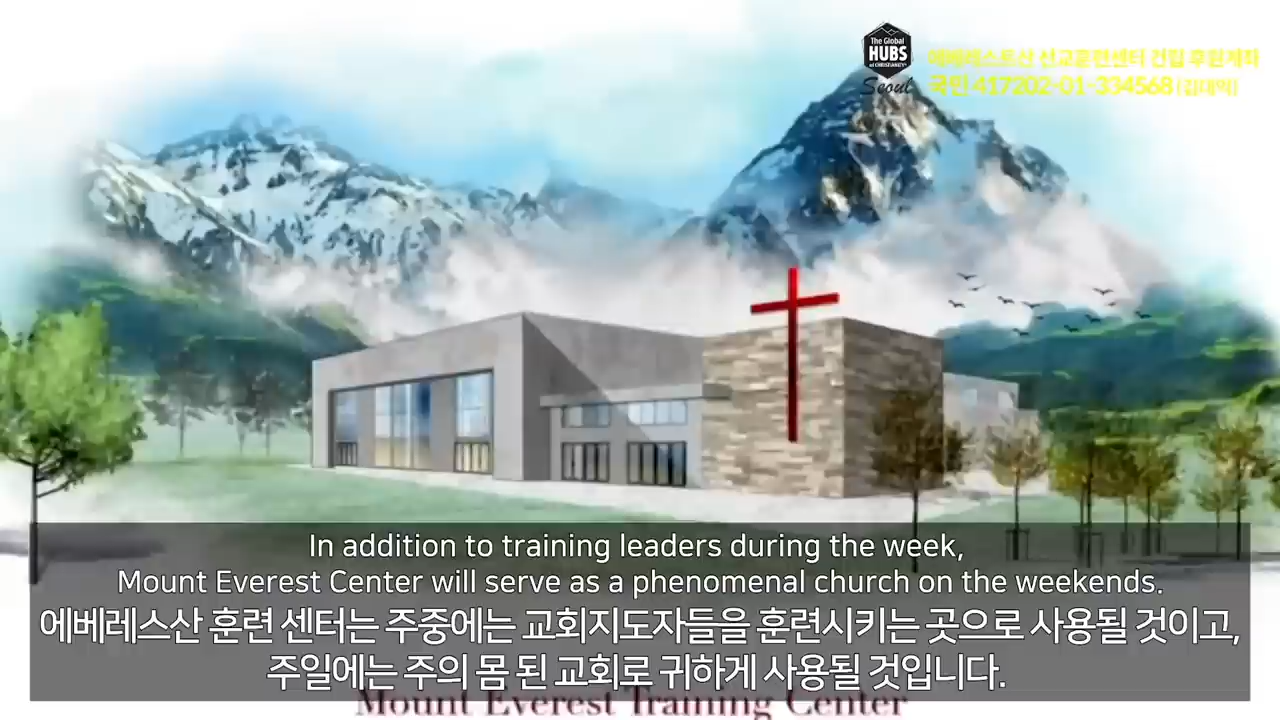 The Global
HUBS
of CHRISTIANITY
Seoul
에베레스트산 선교훈련센터 건립 후원계좌
국민 417202-01-334568 (김대억)
In addition to training leaders during the week,
Mount Everest Center will serve as a phenomenal church on the weekends.
에베레스산 훈련 센터는 주중에는 교회지도자들을 훈련시키는 곳으로 사용될 것이고,
주일에는 주의 몸 된 교회로 귀하게 사용될 것입니다.
Mount Everest Training Center